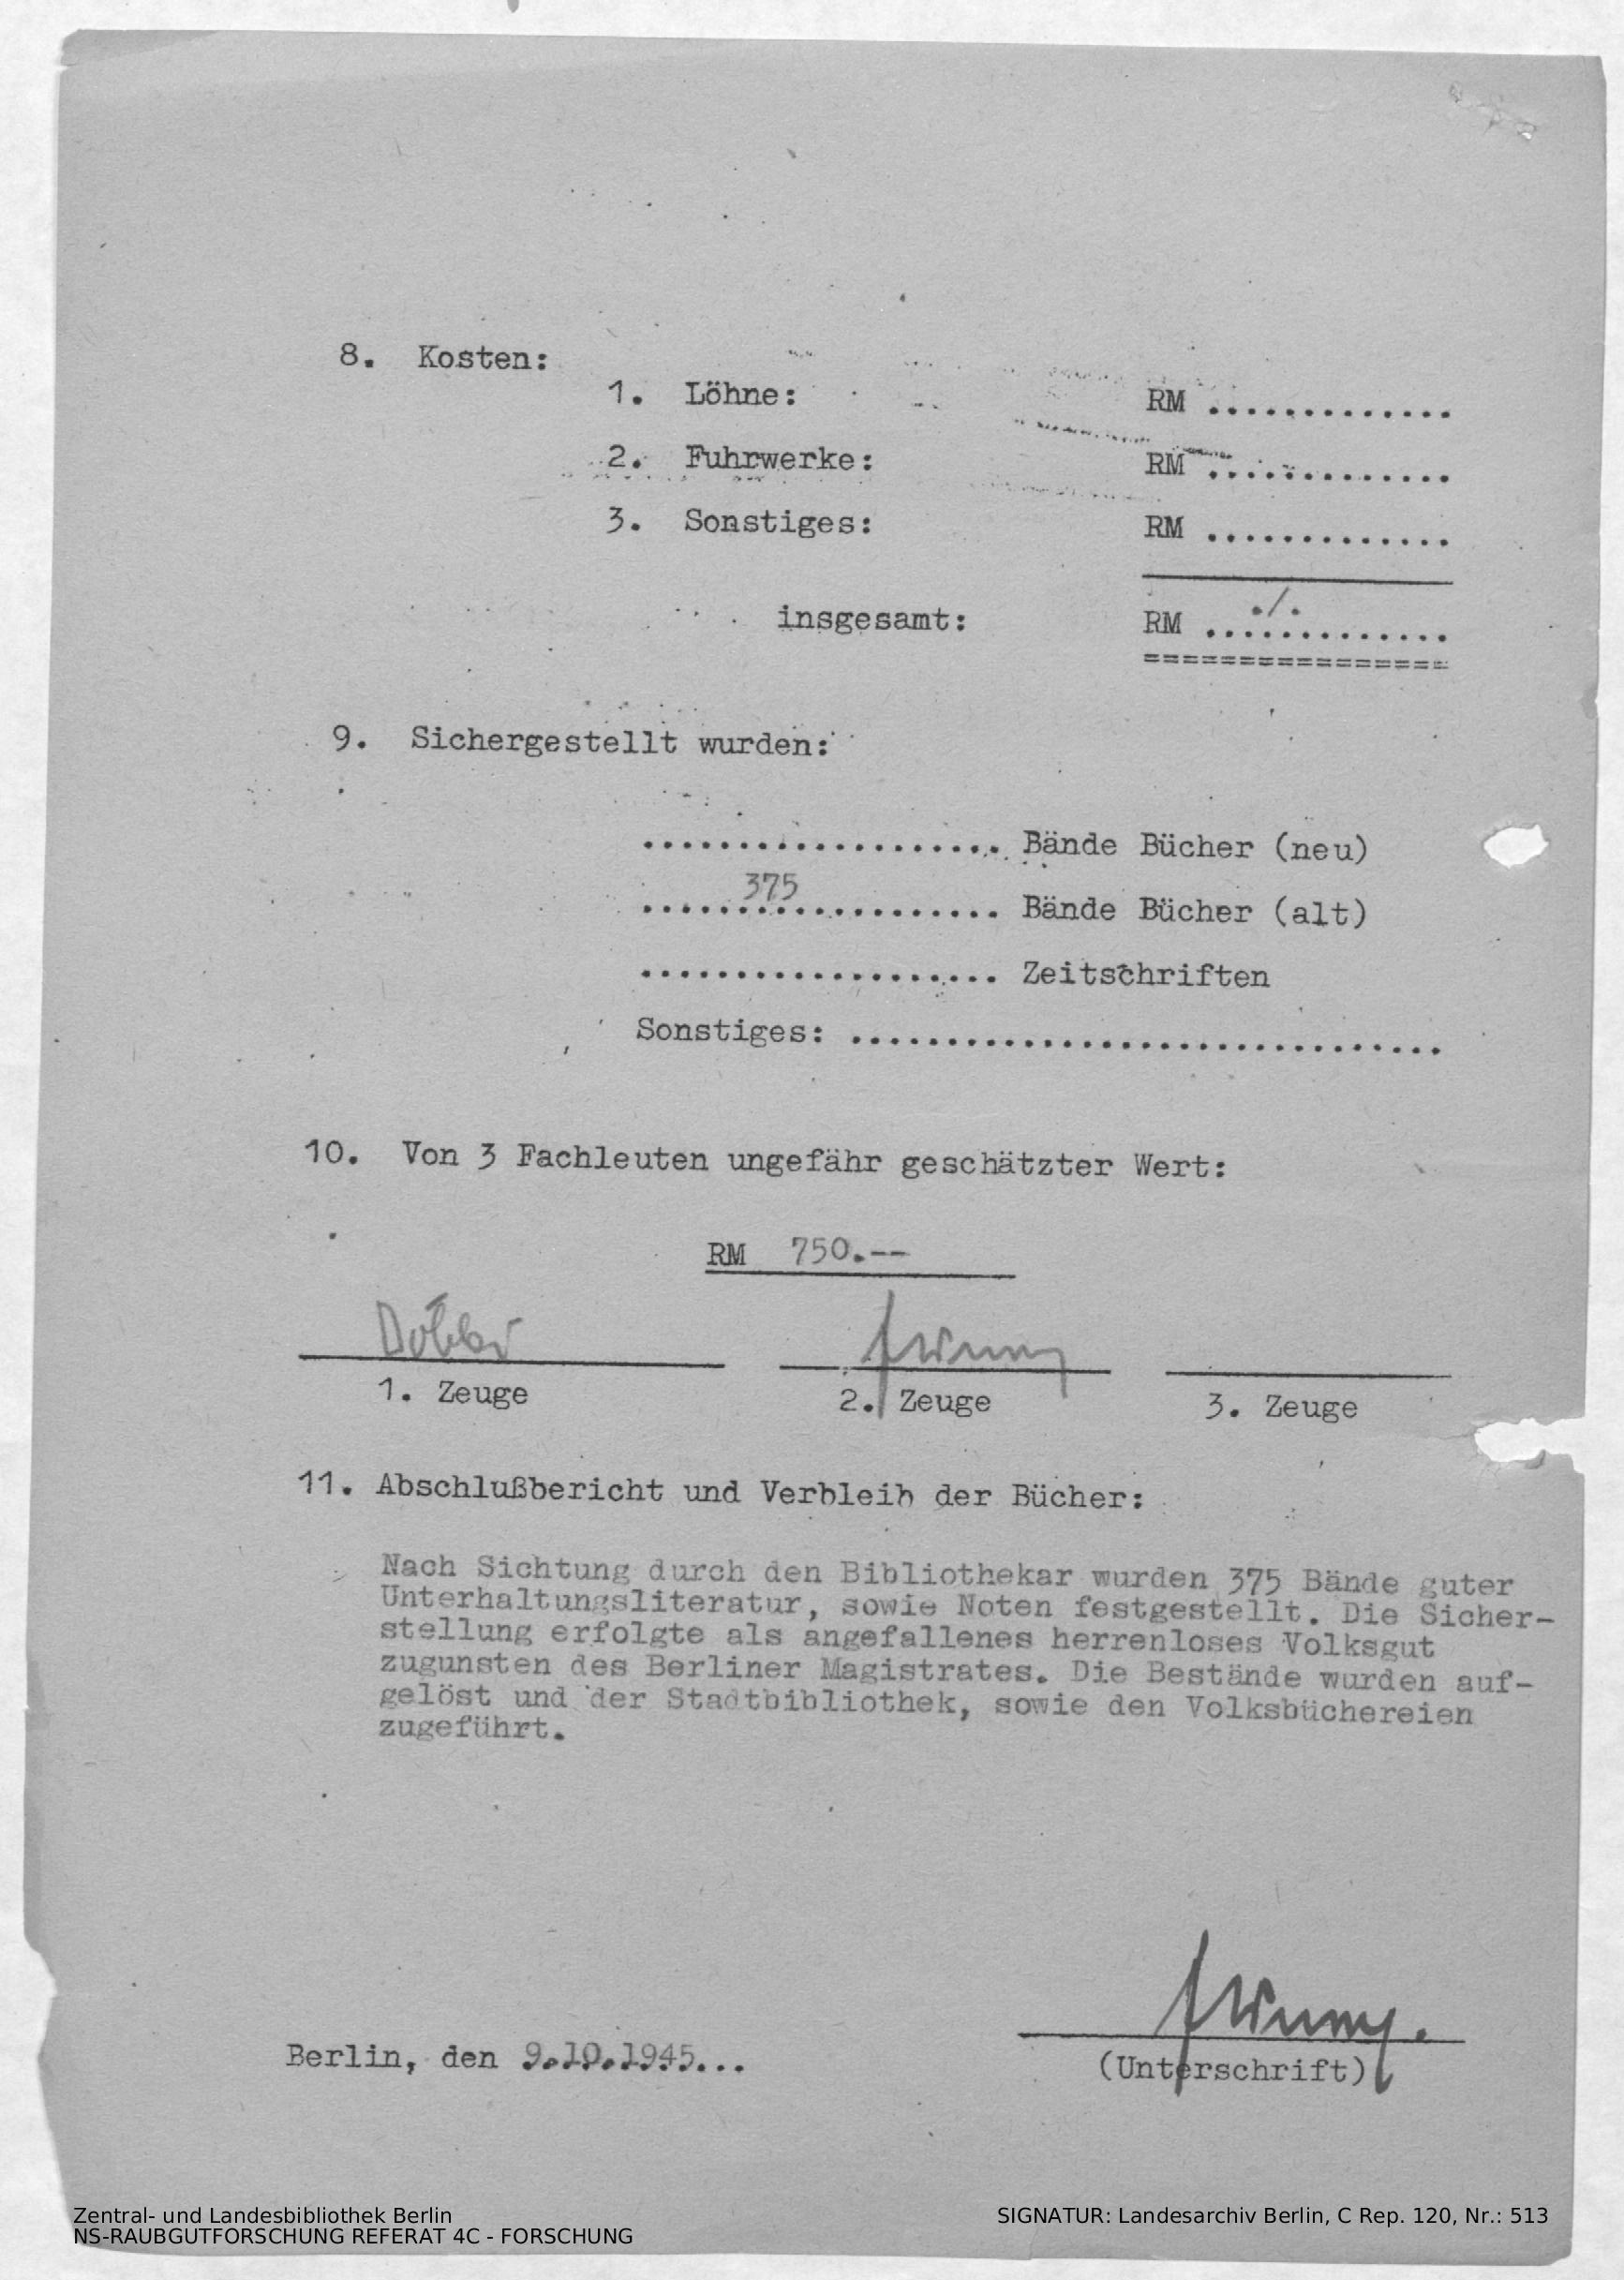 8. Kosten:
1. Löhne: RM .............
2. Fuhrwerke: RM .............
3. Sonstiges: RM .............
insgesamt: RM ./. .............
================
9. Sichergestellt wurden:
................... Bände Bücher (neu)
375 ................... Bände Bücher (alt)
................... Zeitschriften
Sonstiges: ...............................
10. Von 3 Fachleuten ungefähr geschätzter Wert:
RM 750.--
1. Zeuge 2. Zeuge 3. Zeuge
11. Abschlußbericht und Verbleib der Bücher:
Nach Sichtung durch den Bibliothekar wurden 375 Bände guter
Unterhaltungsliteratur, sowie Noten festgestellt. Die Sicher-
stellung erfolgte als angefallenes herrenloses Volksgut
zugunsten des Berliner Magistrates. Die Bestände wurden auf-
gelöst und der Stadtbibliothek, sowie den Volksbüchereien
zugeführt.
Berlin, den 9.10.1945...
(Unterschrift)
Zentral- und Landesbibliothek Berlin
NS-RAUBGUTFORSCHUNG REFERAT 4C - FORSCHUNG
SIGNATUR: Landesarchiv Berlin, C Rep. 120, Nr.: 513